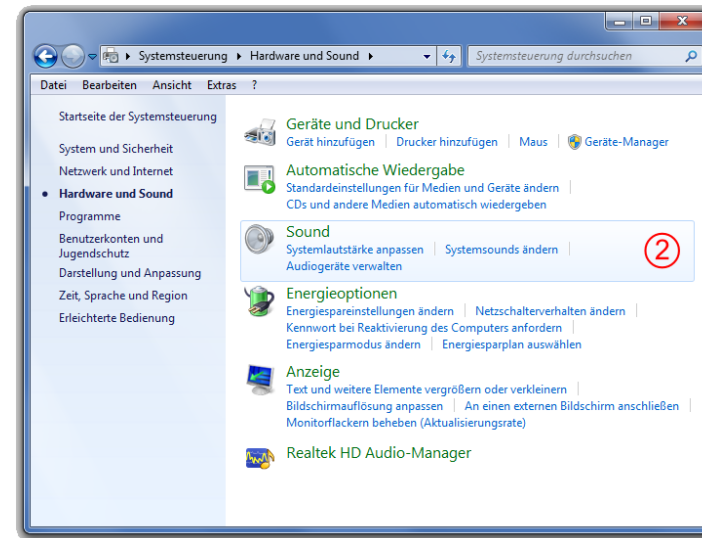 Systemsteuerung Hardware und Sound Systemsteuerung durchsuchen
Datei Bearbeiten Ansicht Extras ?
Startseite der Systemsteuerung
System und Sicherheit
Netzwerk und Internet
Hardware und Sound
Programme
Benutzerkonten und
Jugendschutz
Darstellung und Anpassung
Zeit, Sprache und Region
Erleichterte Bedienung
Geräte und Drucker
Gerät hinzufügen Drucker hinzufügen Maus Geräte-Manager
Automatische Wiedergabe
Standardeinstellungen für Medien und Geräte ändern
CDs und andere Medien automatisch wiedergeben
Sound
Systemlautstärke anpassen Systemsounds ändern
Audiogeräte verwalten
2
Energieoptionen
Energiespareinstellungen ändern Netzschalterverhalten ändern
Kennwort bei Reaktivierung des Computers anfordern
Energiesparmodus ändern Energiesparplan auswählen
Anzeige
Text und weitere Elemente vergrößern oder verkleinern
Bildschirmauflösung anpassen An einen externen Bildschirm anschließen
Monitorflackern beheben (Aktualisierungsrate)
Realtek HD Audio-Manager